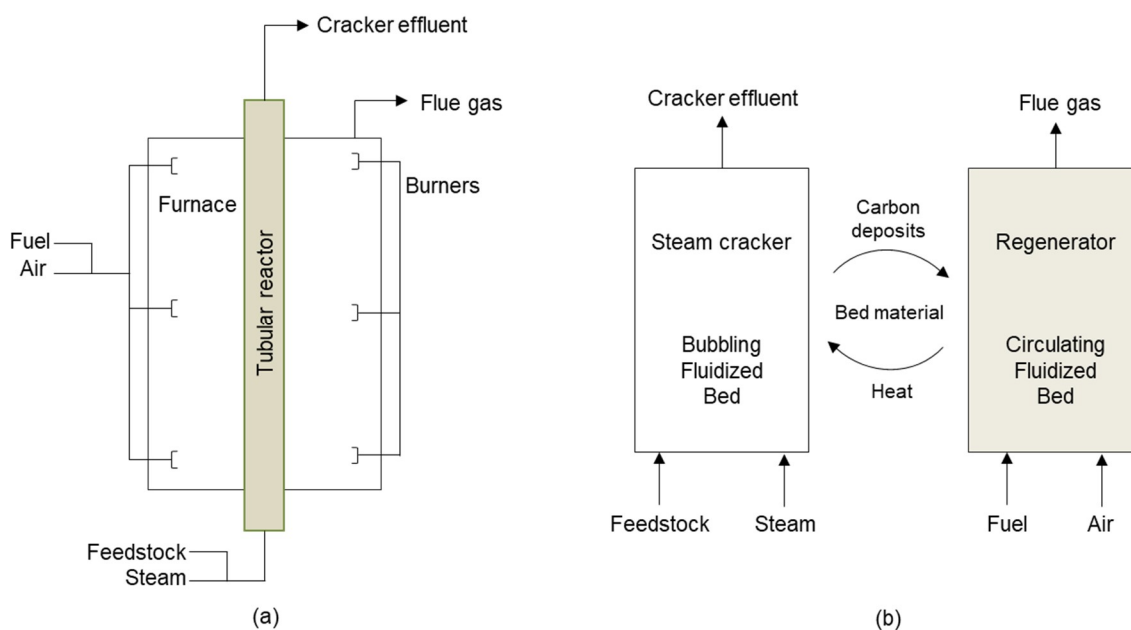 Cracker effluent
Flue gas
Burners
Furnace
Fuel
Air
Tubular reactor
Feedstock
Steam
(a)
Cracker effluent
Flue gas
Carbon
deposits
Steam cracker
Regenerator
Bed material
Bubbling
Fluidized
Bed
Circulating
Fluidized
Bed
Heat
Feedstock
Steam
Fuel
Air
(b)